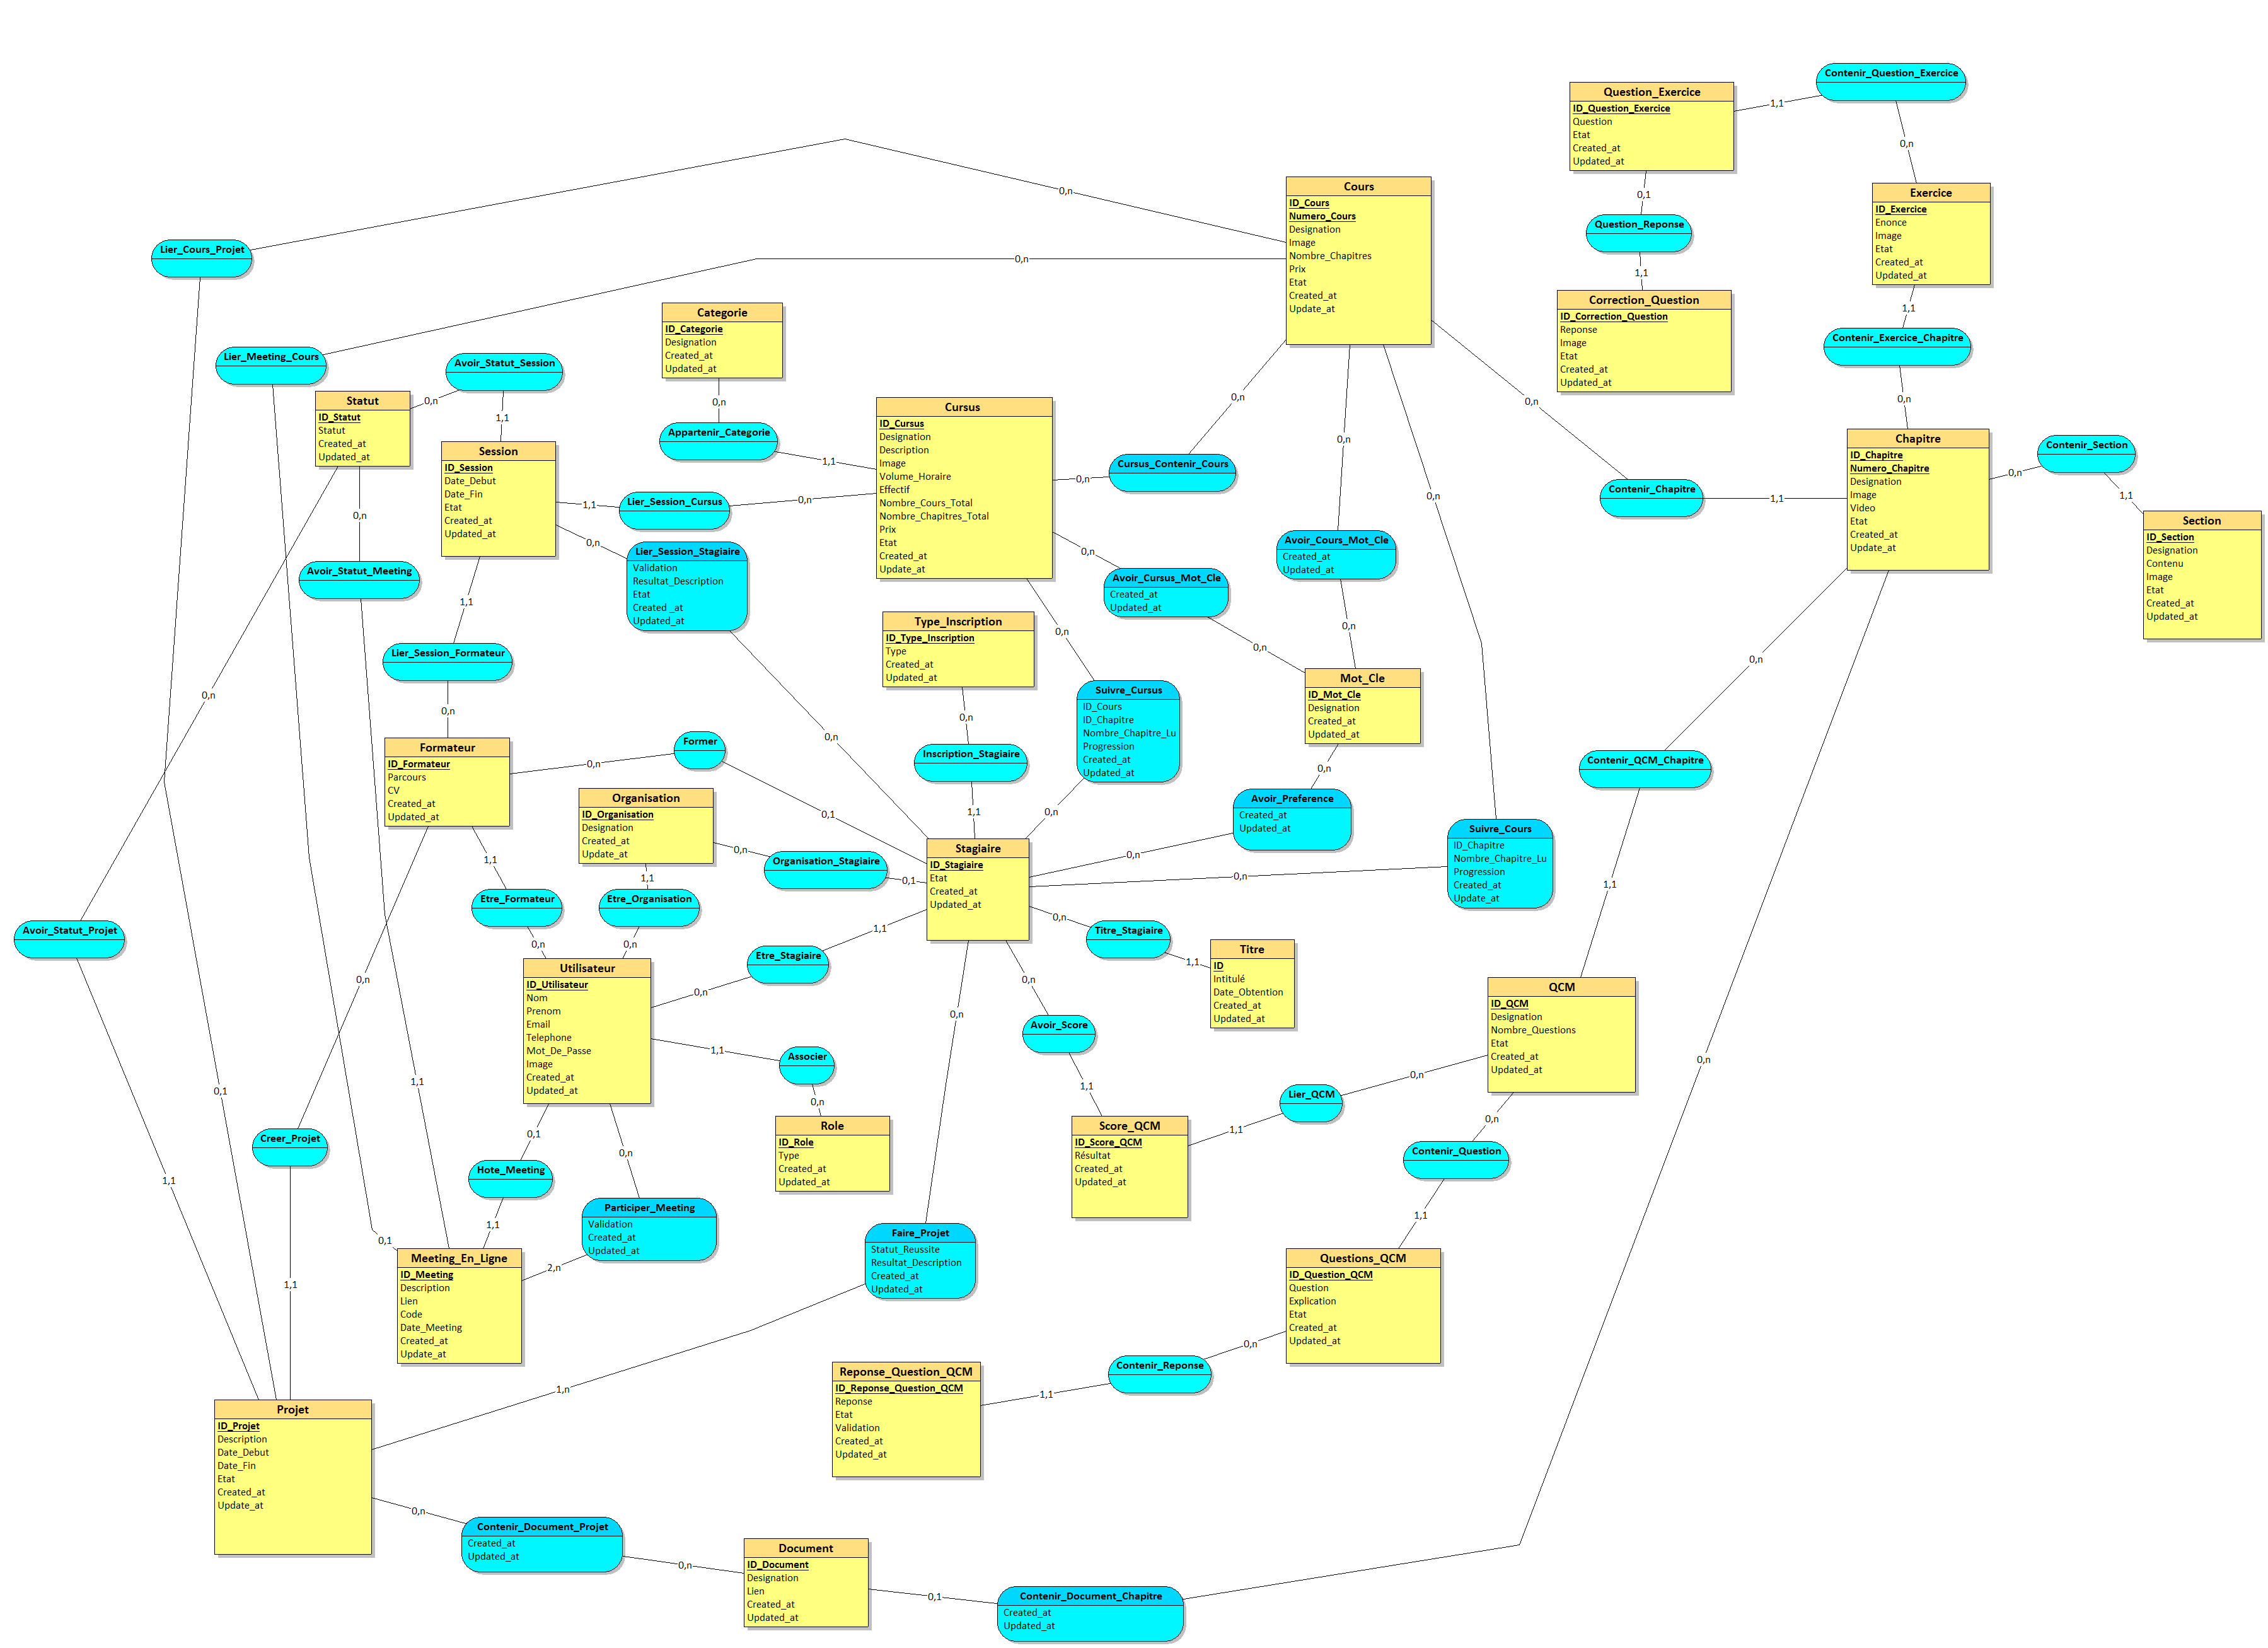 Contenir_Question_Exercice
Question_Exercice
ID_Question_Exercice
Question
Etat
Created_at
Updated_at
1,1
0,n
0,1
Question_Reponse
1,1
Exercice
ID_Exercice
Enonce
Image
Etat
Created_at
Updated_at
1,1
Contenir_Exercice_Chapitre
0,n
Correction_Question
ID_Correction_Question
Reponse
Image
Etat
Created_at
Updated_at
Cours
ID_Cours
Numero_Cours
Designation
Image
Nombre_Chapitres
Prix
Etat
Created_at
Update_at
0,n
Lier_Cours_Projet
0,n
Lier_Meeting_Cours
Categorie
ID_Categorie
Designation
Created_at
Updated_at
0,n
Appartenir_Categorie
1,1
Avoir_Statut_Session
0,n
1,1
Statut
ID_Statut
Statut
Created_at
Updated_at
0,n
Avoir_Statut_Meeting
Session
ID_Session
Date_Debut
Date_Fin
Etat
Created_at
Updated_at
1,1
Lier_Session_Cursus
0,n
0,n
Lier_Session_Stagiaire
Validation
Resultat_Description
Etat
Created _at
Updated_at
0,n
Cursus
ID_Cursus
Designation
Description
Image
Volume_Horaire
Effectif
Nombre_Cours_Total
Nombre_Chapitres_Total
Prix
Etat
Created_at
Update_at
0,n
Cursus_Contenir_Cours
0,n
0,n
0,n
0,n
Contenir_Chapitre
1,1
Chapitre
ID_Chapitre
Numero_Chapitre
Designation
Image
Video
Etat
Created_at
Update_at
0,n
Contenir_Section
1,1
Section
ID_Section
Designation
Contenu
Image
Etat
Created_at
Updated_at
Avoir_Cours_Mot_Cle
Created_at
Updated_at
0,n
0,n
Avoir_Cursus_Mot_Cle
Created_at
Updated_at
0,n
0,n
Mot_Cle
ID_Mot_Cle
Designation
Created_at
Updated_at
0,n
1,1
Lier_Session_Formateur
0,n
Type_Inscription
ID_Type_Inscription
Type
Created_at
Updated_at
0,n
Inscription_Stagiaire
1,1
Suivre_Cursus
ID_Cours
ID_Chapitre
Nombre_Chapitre_Lu
Progression
Created_at
Updated_at
0,n
0,n
Contenir_QCM_Chapitre
1,1
0,n
Formateur
ID_Formateur
Parcours
CV
Created_at
Updated_at
0,n
Former
0,1
Organisation
ID_Organisation
Designation
Created_at
Update_at
0,n
Organisation_Stagiaire
0,1
Avoir_Preference
Created_at
Updated_at
0,n
Suivre_Cours
ID_Chapitre
Nombre_Chapitre_Lu
Progression
Created_at
Update_at
0,n
Stagiaire
ID_Stagiaire
Etat
Created_at
Updated_at
1,1
Etre_Formateur
0,n
1,1
Etre_Organisation
0,n
Avoir_Statut_Projet
1,1
Etre_Stagiaire
0,n
0,n
Titre_Stagiaire
1,1
Titre
ID
Intitulé
Date_Obtention
Created_at
Updated_at
Utilisateur
ID_Utilisateur
Nom
Prenom
Email
Telephone
Mot_De_Passe
Image
Created_at
Updated_at
0,n
0,n
0,n
Avoir_Score
1,1
QCM
ID_QCM
Designation
Nombre_Questions
Etat
Created_at
Updated_at
1,1
Associer
0,n
Role
ID_Role
Type
Created_at
Updated_at
1,1
0,1
0,n
Lier_QCM
1,1
0,n
Score_QCM
ID_Score_QCM
Résultat
Created_at
Updated_at
0,n
Contenir_Question
1,1
Creer_Projet
1,1
0,1
Hote_Meeting
1,1
0,n
Participer_Meeting
Validation
Created_at
Updated_at
2,n
1,1
0,1
Meeting_En_Ligne
ID_Meeting
Description
Lien
Code
Date_Meeting
Created_at
Update_at
Faire_Projet
Statut_Reussite
Resultat_Description
Created_at
Updated_at
1,n
Questions_QCM
ID_Question_QCM
Question
Explication
Etat
Created_at
Updated_at
0,n
Contenir_Reponse
1,1
Reponse_Question_QCM
ID_Reponse_Question_QCM
Reponse
Etat
Validation
Created_at
Updated_at
Projet
ID_Projet
Description
Date_Debut
Date_Fin
Etat
Created_at
Update_at
0,n
Contenir_Document_Projet
Created_at
Updated_at
0,n
Document
ID_Document
Designation
Lien
Created_at
Updated_at
0,1
Contenir_Document_Chapitre
Created_at
Updated_at